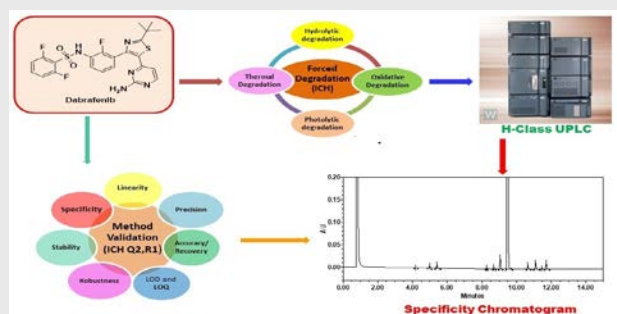 F
O
S
O
H
N
F
F
N
S
N
N
H₂N
Dabrafenib
Hydrolytic
degradation
Thermal
Degradation
Forced
Degradation
(ICH)
Oxidative
Degradation
Photolytic
degradation
W
H-Class UPLC
Linearity
Specificity
Precision
Method
Validation
(ICH Q2,R1)
Stability
Accuracy/
Recovery
Robustness
LOD and
LOQ
0.20
0.15
0.10
0.05
0.00
AU
0.00 2.00 4.00 6.00 8.00 10.00 12.00 14.00
Minutes
Specificity Chromatogram